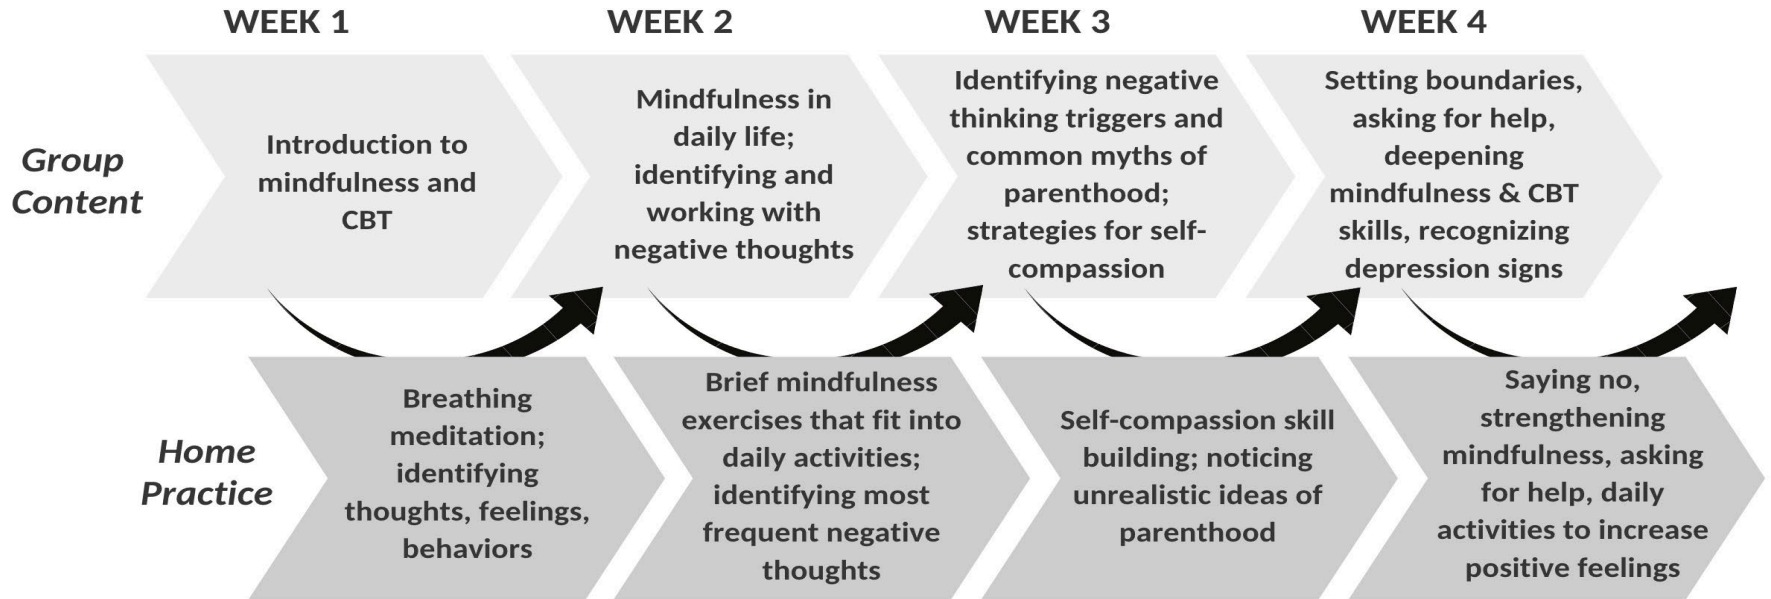 WEEK 1
WEEK 2
WEEK 3
WEEK 4
Group
Content
Introduction to
mindfulness and
CBT
Mindfulness in
daily life;
identifying and
working with
negative thoughts
Identifying negative
thinking triggers and
common myths of
parenthood;
strategies for self-
compassion
Setting boundaries,
asking for help,
deepening
mindfulness & CBT
skills, recognizing
depression signs
Home
Practice
Breathing
meditation;
identifying
thoughts, feelings,
behaviors
Brief mindfulness
exercises that fit into
daily activities;
identifying most
frequent negative
thoughts
Self-compassion skill
building; noticing
unrealistic ideas of
parenthood
Saying no,
strengthening
mindfulness, asking
for help, daily
activities to increase
positive feelings